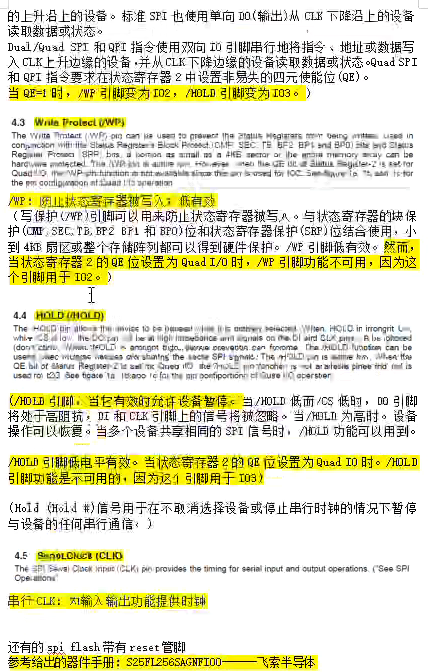 的上升沿上的设备。标准 SPI 也使用单向 DO(输出)从 CLK 下降沿上的设备
读取数据或状态。
Dual/Quad SPI 和 QPI 指令使用双向 IO 引脚串行地将指令、地址或数据写
入 CLK 上升边缘的设备,并从 CLK 下降边缘的设备读取数据或状态。Quad SPI
和 QPI 指令要求在状态寄存器 2 中设置非易失的四元使能位(QE)。
当 QE=1 时，/WP 引脚变为 IO2，/HOLD 引脚变为 IO3。)
4.3 Write Protect (/WP)
The Write Protect (/WP) pin can be used to prevent the Status Registers from being written. Used in
conjunction with the Status Register's Block Protect (CMP, SEC, TB, BP2, BP1 and BP0) bits and Status
Register Protect (SRP) bits, a portion as small as a 4KB sector or the entire memory array can be
hardware protected. The /WP pin is active low. However, when the QE bit of Status Register-2 is set for
Quad I/O, the /WP pin function is not available since this pin is used for IO2. See figure 1a, 1b, and 1c for
the pin configuration of Quad I/O operation
/WP: 防止状态寄存器被写入; 低有效
(写保护(/WP)引脚可以用来防止状态寄存器被写入。与状态寄存器的块保
护(CMP,SEC,TB,BP2 BP1 和 BP0)位和状态寄存器保护(SRP)位结合使用，小
到 4KB 扇区或整个存储阵列都可以得到硬件保护。/WP 引脚低有效。然而,
当状态寄存器 2 的 QE 位设置为 Quad I/O 时，/WP 引脚功能不可用，因为这
个引脚用于 IO2。)
4.4 HOLD (/HOLD)
The /HOLD pin allows the device to be paused while it is actively selected. When /HOLD is brought low,
while /CS is low, the DO pin will be at high impedance and signals on the DI and CLK pins will be ignored
(don't care). When /HOLD is brought high, device operation can resume. The /HOLD function can be
useful when multiple devices are sharing the same SPI signals. The /HOLD pin is active low. When the
QE bit of Status Register-2 is set for Quad I/O, the /HOLD pin function is not available since this pin is
used for IO3. See figure 1a, 1b and 1c for the pin configuration of Quad I/O operation
(/HOLD 引脚，当它有效时允许设备暂停。当/HOLD 低而/CS 低时，DO 引脚
将处于高阻抗，DI 和 CLK 引脚上的信号将被忽略。当/HOLD 为高时。设备
操作可以恢复。当多个设备共享相同的 SPI 信号时，/HOLD 功能可以用到。
/HOLD 引脚低电平有效。当状态寄存器 2 的 QE 位设置为 Quad IO 时。/HOLD
引脚功能是不可用的，因为这个引脚用于 IO3)
(Hold (Hold #)信号用于在不取消选择设备或停止串行时钟的情况下暂停
与设备的任何串行通信。)
4.5 Serial Clock (CLK)
The SPI Serial Clock Input (CLK) pin provides the timing for serial input and output operations. ("See SPI
Operations"
串行 CLK: 为输入输出功能提供时钟
还有的 spi flash 带有 reset 管脚
参考给出的器件手册: S25FL256SAGNFI00———飞索半导体